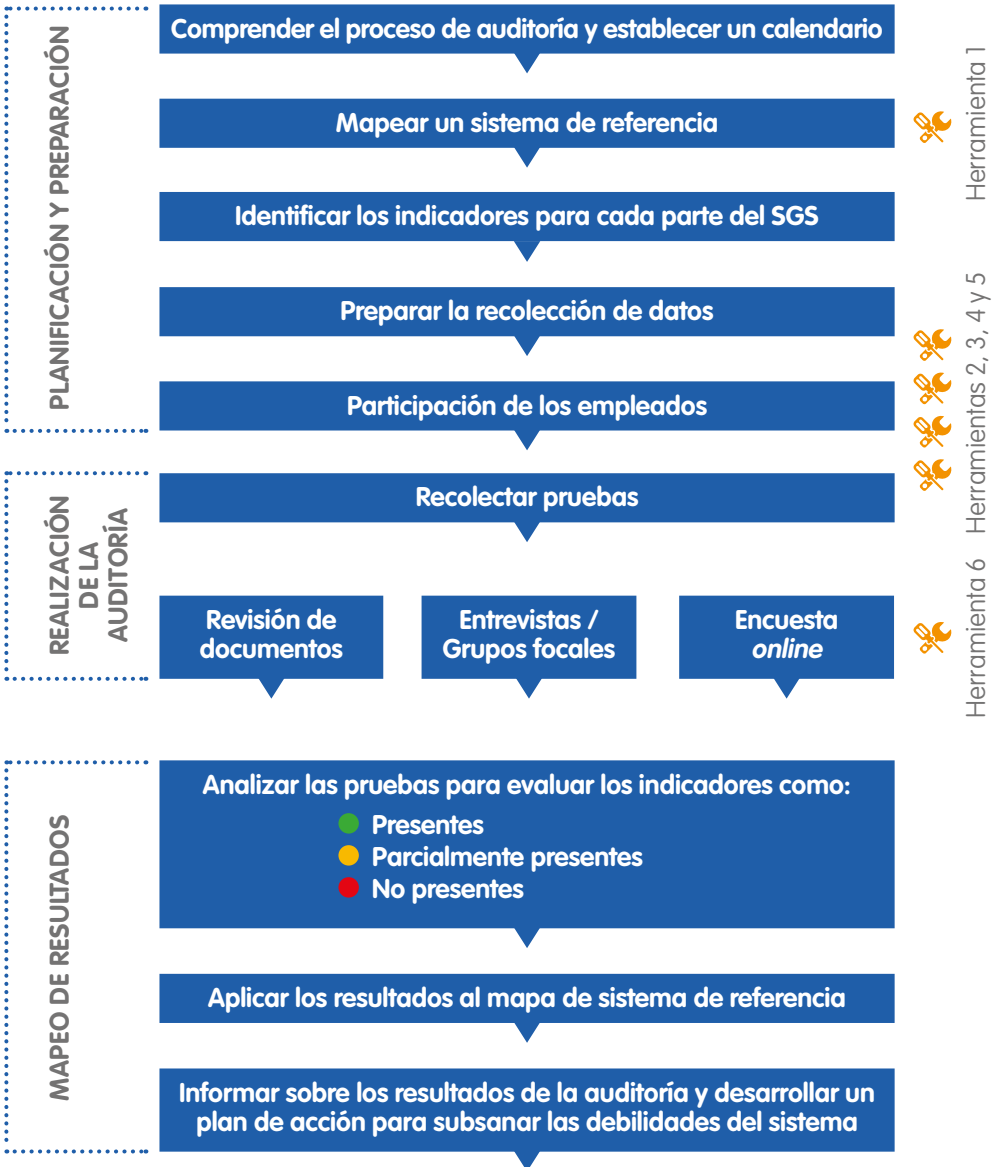 PLANIFICACIÓN Y PREPARACIÓN
Comprender el proceso de auditoría y establecer un calendario
Mapear un sistema de referencia
Herramienta 1
Identificar los indicadores para cada parte del SGS
Preparar la recolección de datos
Participación de los empleados
Herramientas 2, 3, 4 y 5
REALIZACIÓN
DE LA
AUDITORÍA
Recolectar pruebas
Revisión de
documentos
Entrevistas /
Grupos focales
Encuesta
online
Herramienta 6
MAPEO DE RESULTADOS
Analizar las pruebas para evaluar los indicadores como:
Presentes
Parcialmente presentes
No presentes
Aplicar los resultados al mapa de sistema de referencia
Informar sobre los resultados de la auditoría y desarrollar un
plan de acción para subsanar las debilidades del sistema